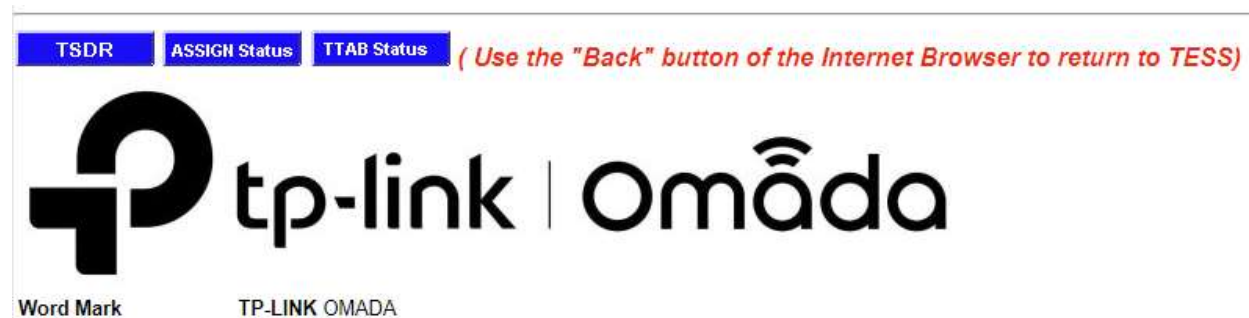 TSDR ASSIGN Status TTAB Status ( Use the "Back" button of the Internet Browser to return to TESS)
tp-link | Omada
Word Mark TP-LINK OMADA